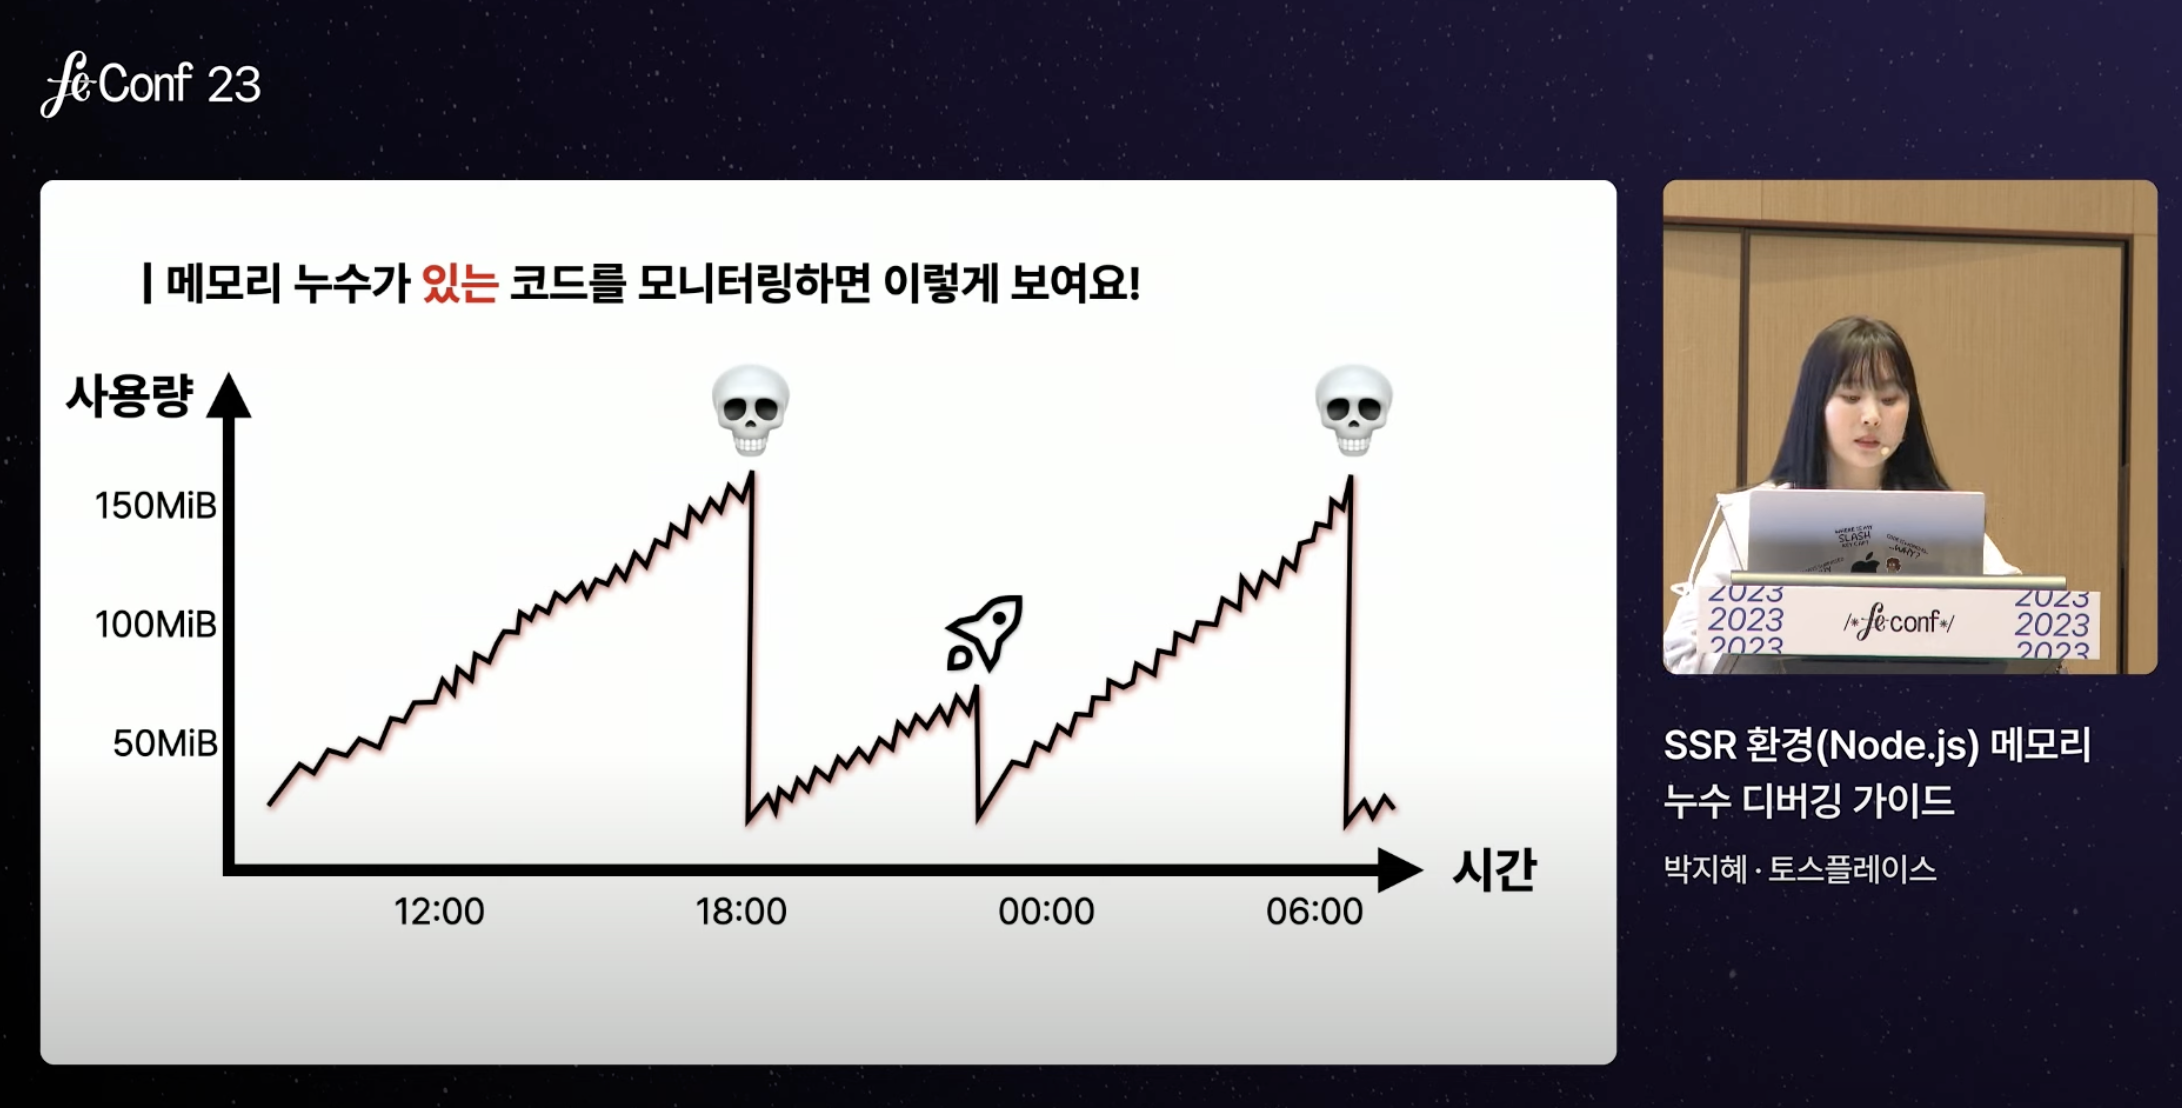 feConf 23
| 메모리 누수가 있는 코드를 모니터링하면 이렇게 보여요!
사용량
150MiB
100MiB
50MiB
12:00
18:00
00:00
06:00
시간
SLASH
WHY?
2023
2023
2023
/*fe conf*/
2023
2023
2023
SSR 환경(Node.js) 메모리
누수 디버깅 가이드
박지혜 · 토스플레이스